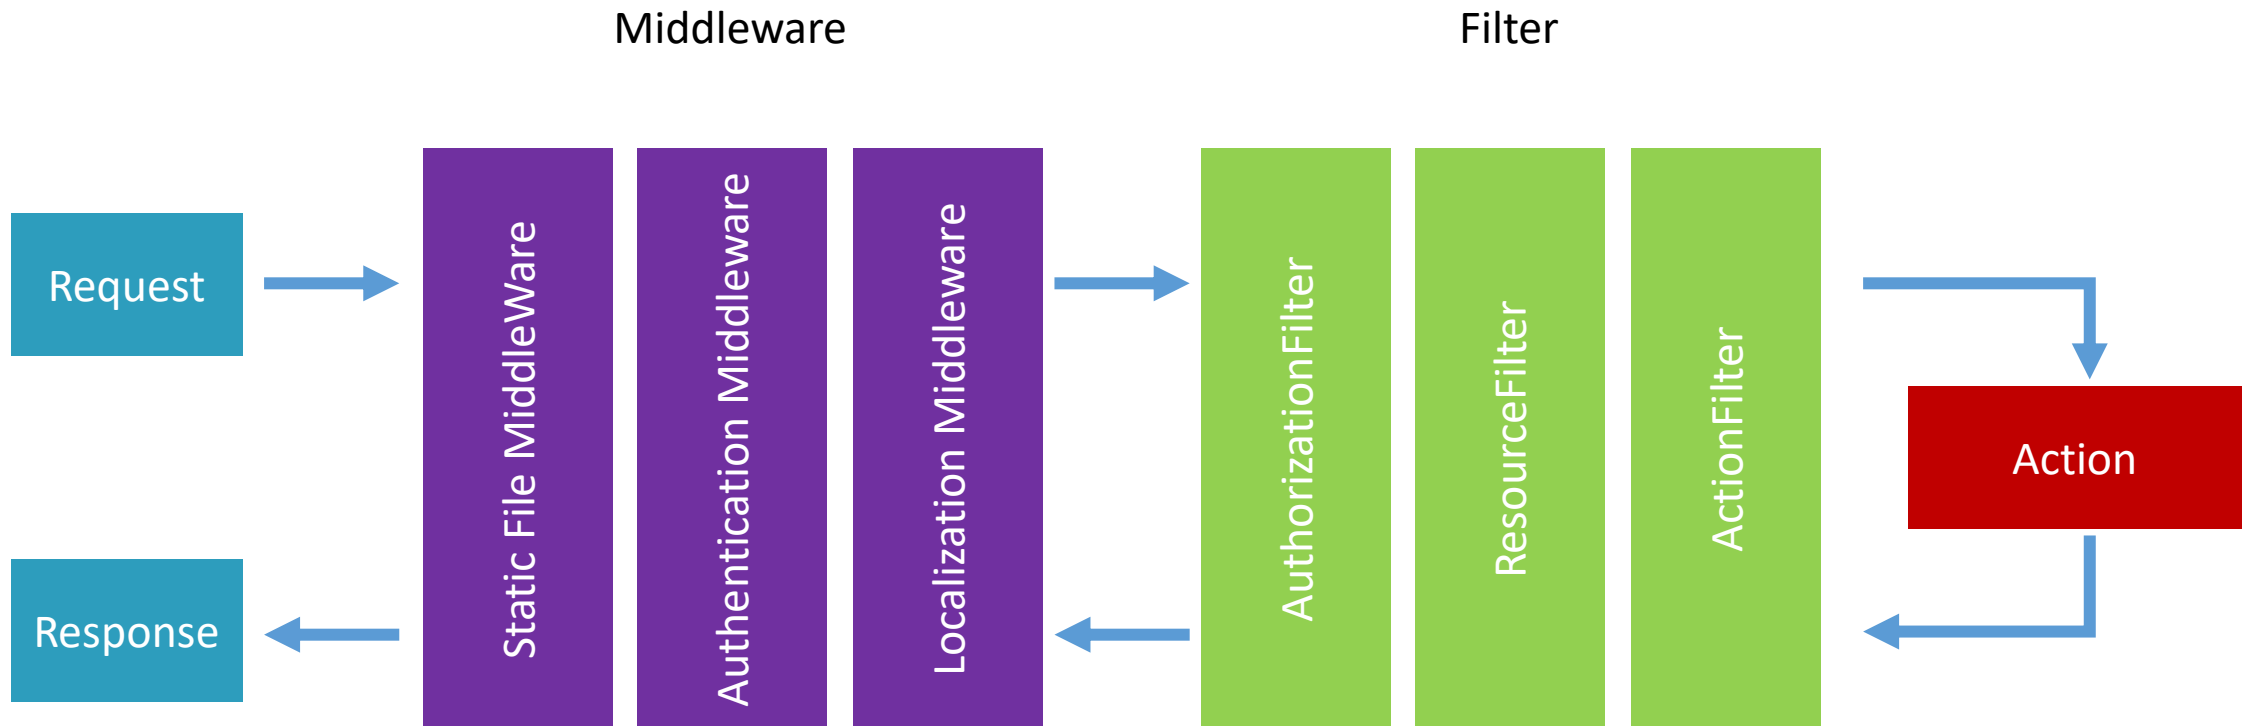 Middleware
Filter
Request
Static File MiddleWare
Authentication Middleware
Localization Middleware
AuthorizationFilter
ResourceFilter
ActionFilter
Action
Response